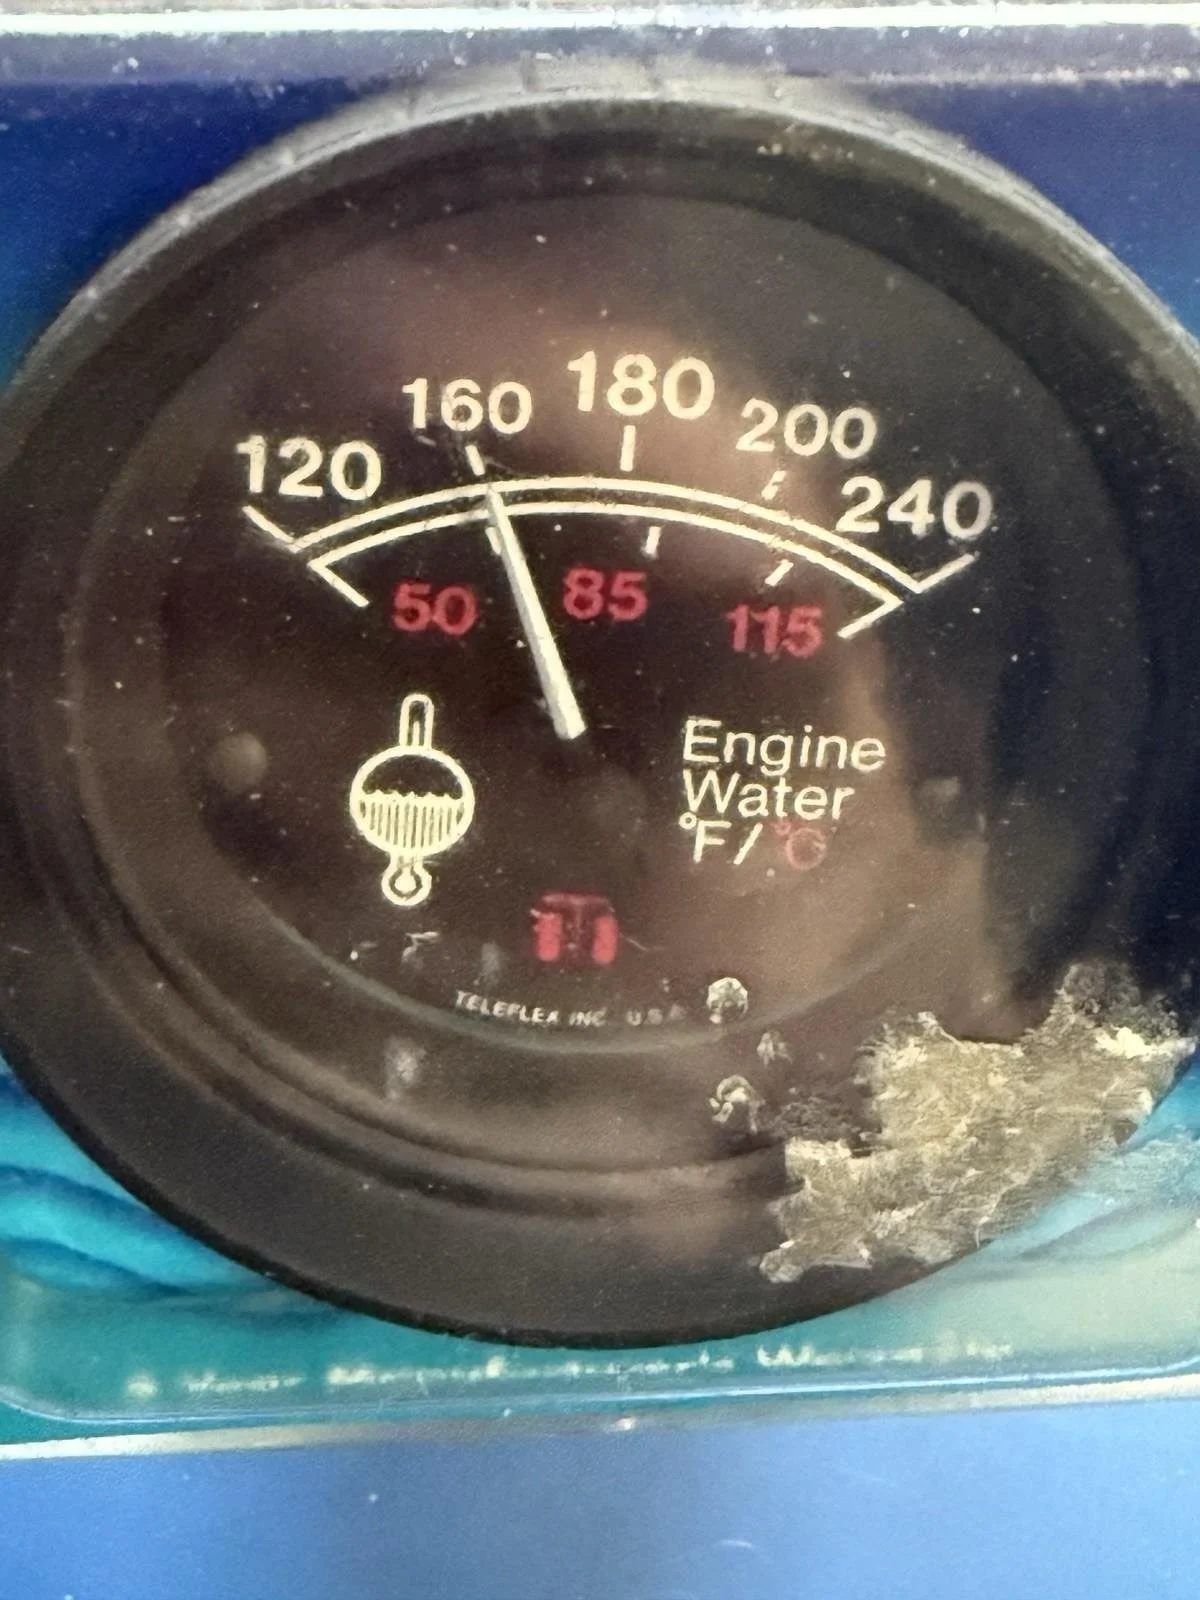 120 160 180 200 240
50 85 115
Engine
Water
°F/°C
TELEFLEX INC U.S.A